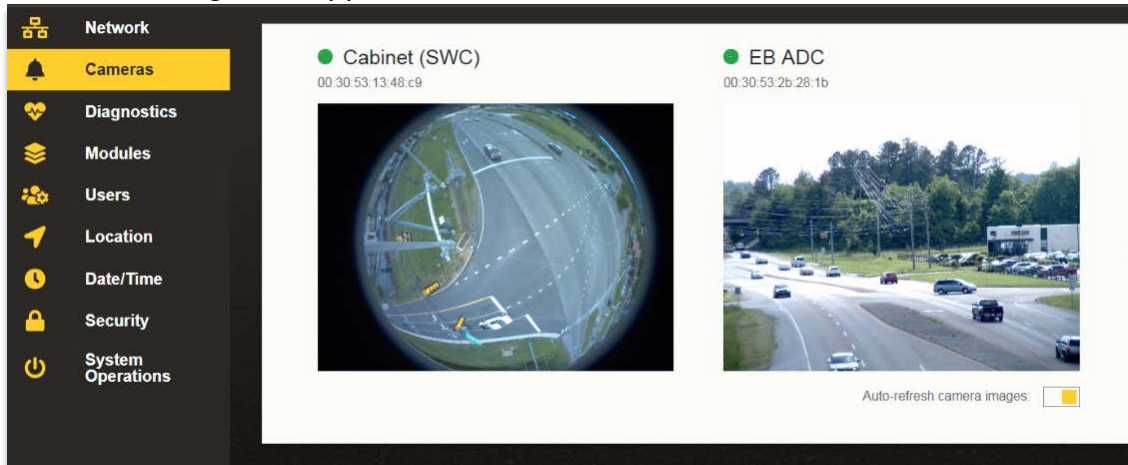 Network
Cameras
Diagnostics
Modules
Users
Location
Date/Time
Security
System
Operations
Cabinet (SWC)
00:30:53:13:48:c9
EB ADC
00:30:53:2b:28:1b
Auto-refresh camera images: